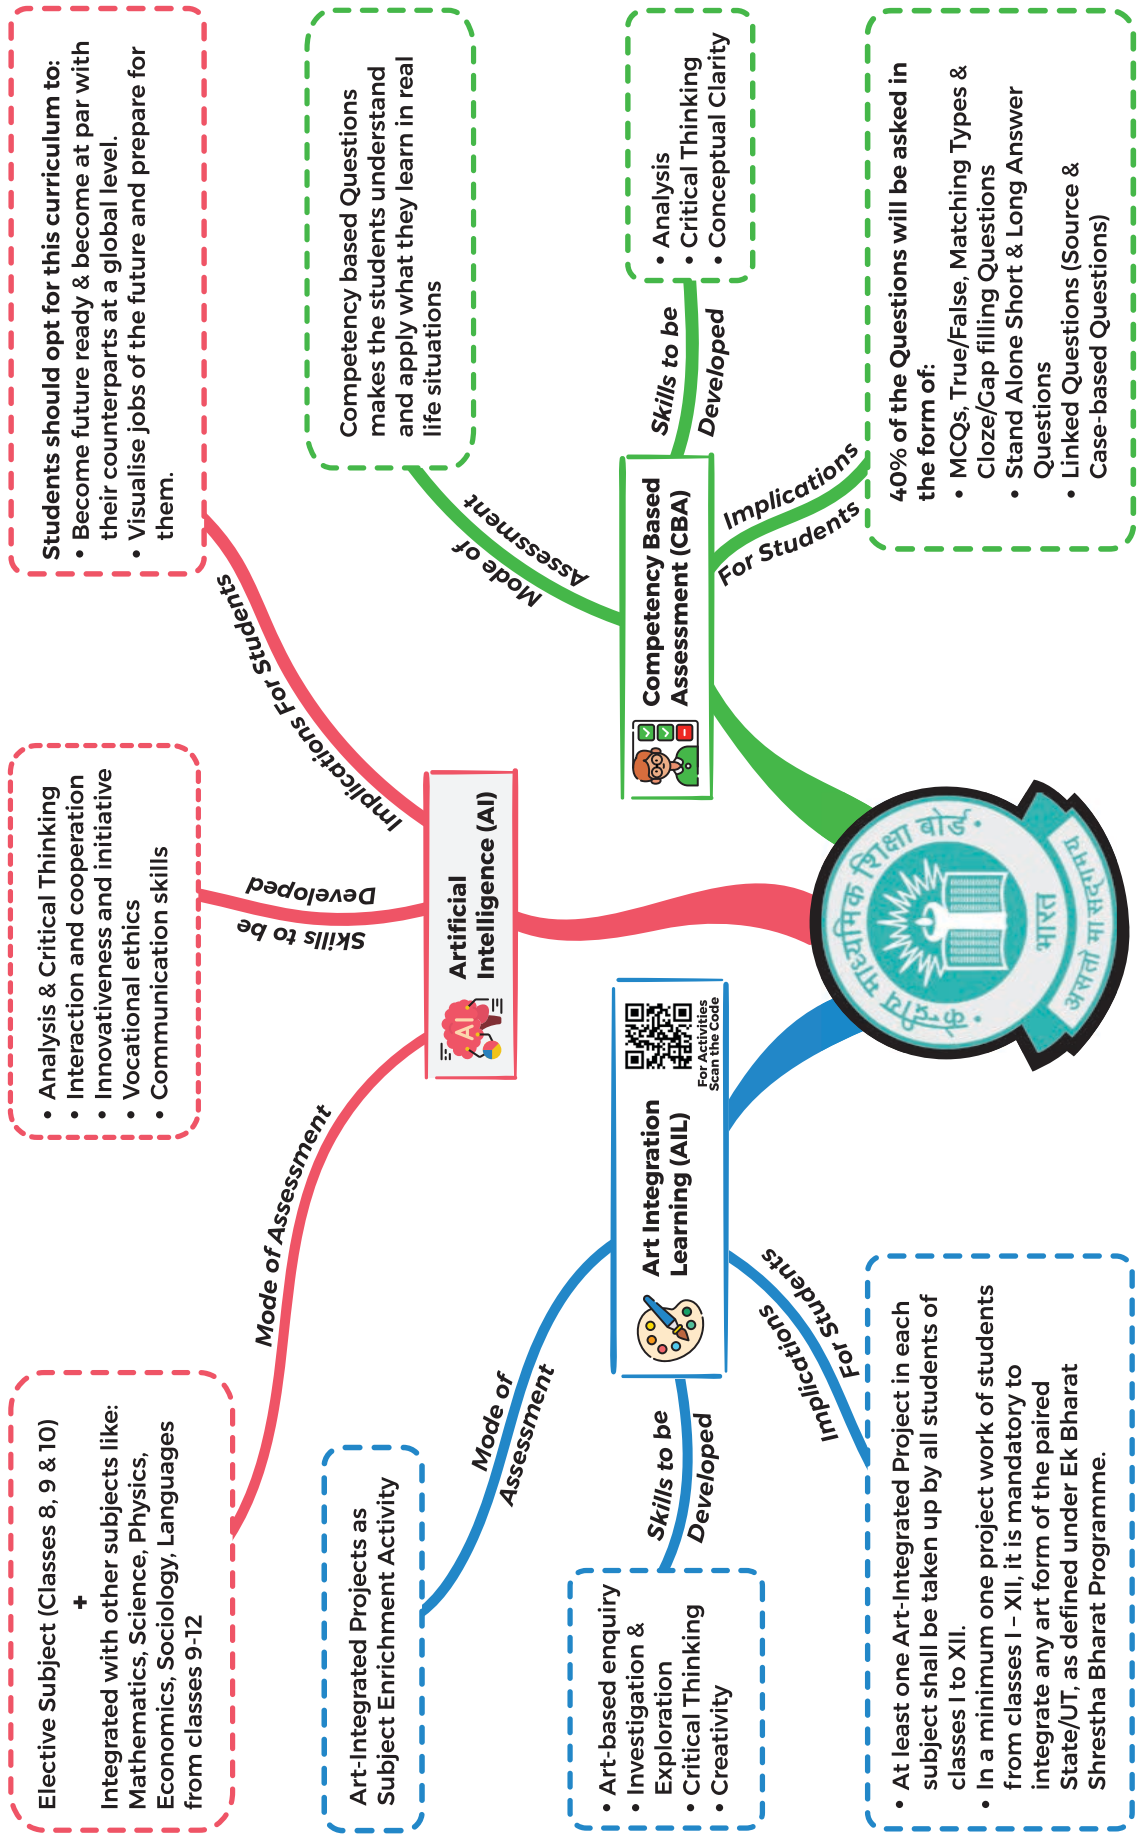 Elective Subject (Classes 8, 9 & 10)
+
Integrated with other subjects like:
Mathematics, Science, Physics,
Economics, Sociology, Languages
from classes 9-12
Mode of Assessment
• Analysis & Critical Thinking
• Interaction and cooperation
• Innovativeness and initiative
• Vocational ethics
• Communication skills
Skills to be
Developed
Students should opt for this curriculum to:
• Become future ready & become at par with
their counterparts at a global level.
• Visualise jobs of the future and prepare for
them.
Implications For Students
AI
Artificial
Intelligence (AI)
Art-Integrated Projects as
Subject Enrichment Activity
Mode of
Assessment
• Art-based enquiry
• Investigation &
Exploration
• Critical Thinking
• Creativity
Skills to be
Developed
Art Integration
Learning (AIL)
For Activities
Scan the Code
Implications
For Students
• At least one Art-Integrated Project in each
subject shall be taken up by all students of
classes I to XII.
• In a minimum one project work of students
from classes I – XII, it is mandatory to
integrate any art form of the paired
State/UT, as defined under Ek Bharat
Shrestha Bharat Programme.
Competency based Questions
makes the students understand
and apply what they learn in real
life situations
Mode of
Assessment
Competency Based
Assessment (CBA)
Skills to be
Developed
• Analysis
• Critical Thinking
• Conceptual Clarity
Implications
For Students
40% of the Questions will be asked in
the form of:
• MCQs, True/False, Matching Types &
Cloze/Gap filling Questions
• Stand Alone Short & Long Answer
Questions
• Linked Questions (Source &
Case-based Questions)
केन्द्रीय माध्यमिक शिक्षा बोर्ड
भारत
असतो मा सद्गमय